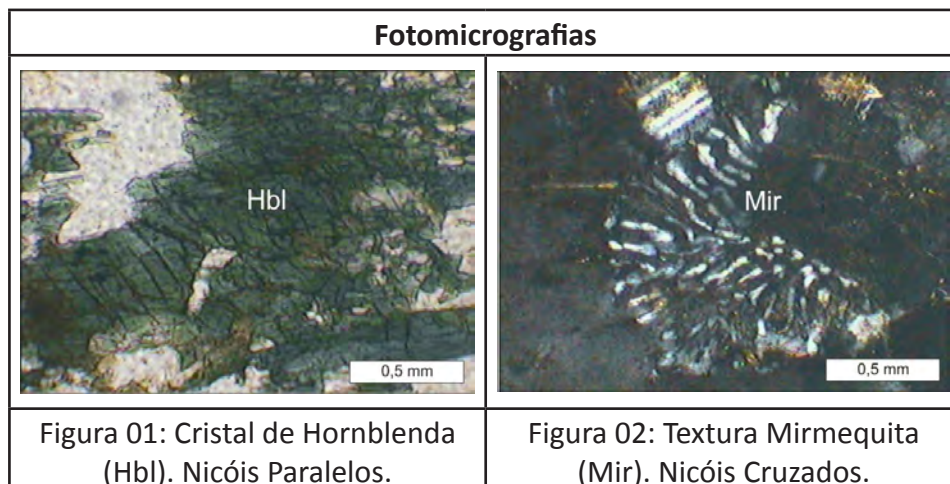 Fotomicrografias
Hbl
0,5 mm
Mir
0,5 mm
Figura 01: Cristal de Hornblenda
(Hbl). Nicóis Paralelos.
Figura 02: Textura Mirmequita
(Mir). Nicóis Cruzados.